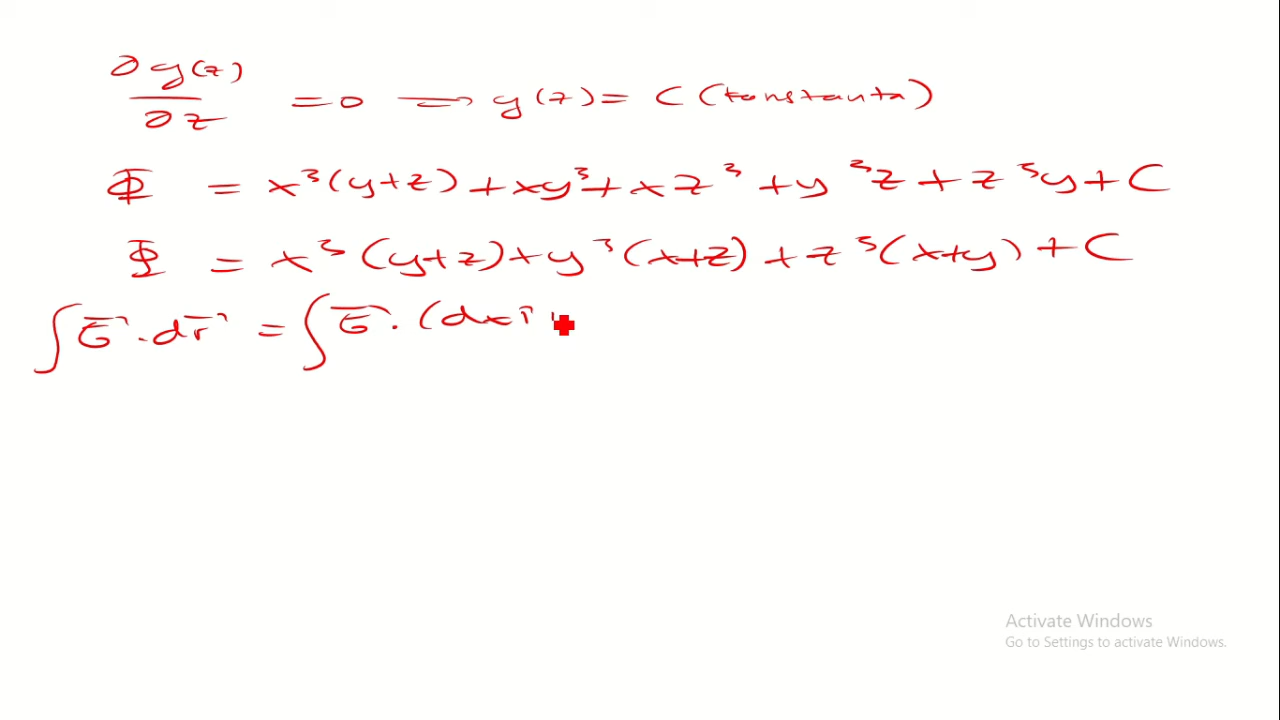 ∂g(z)/∂z = 0 → g(z) = C (konstanta)
Φ = x³(y+z) + xy³ + xz³ + y³z + z³y + C
Φ = x³(y+z) + y³(x+z) + z³(x+y) + C
∫ G⃗ · dr⃗ = ∫ G⃗ · (dx î
Activate Windows
Go to Settings to activate Windows.